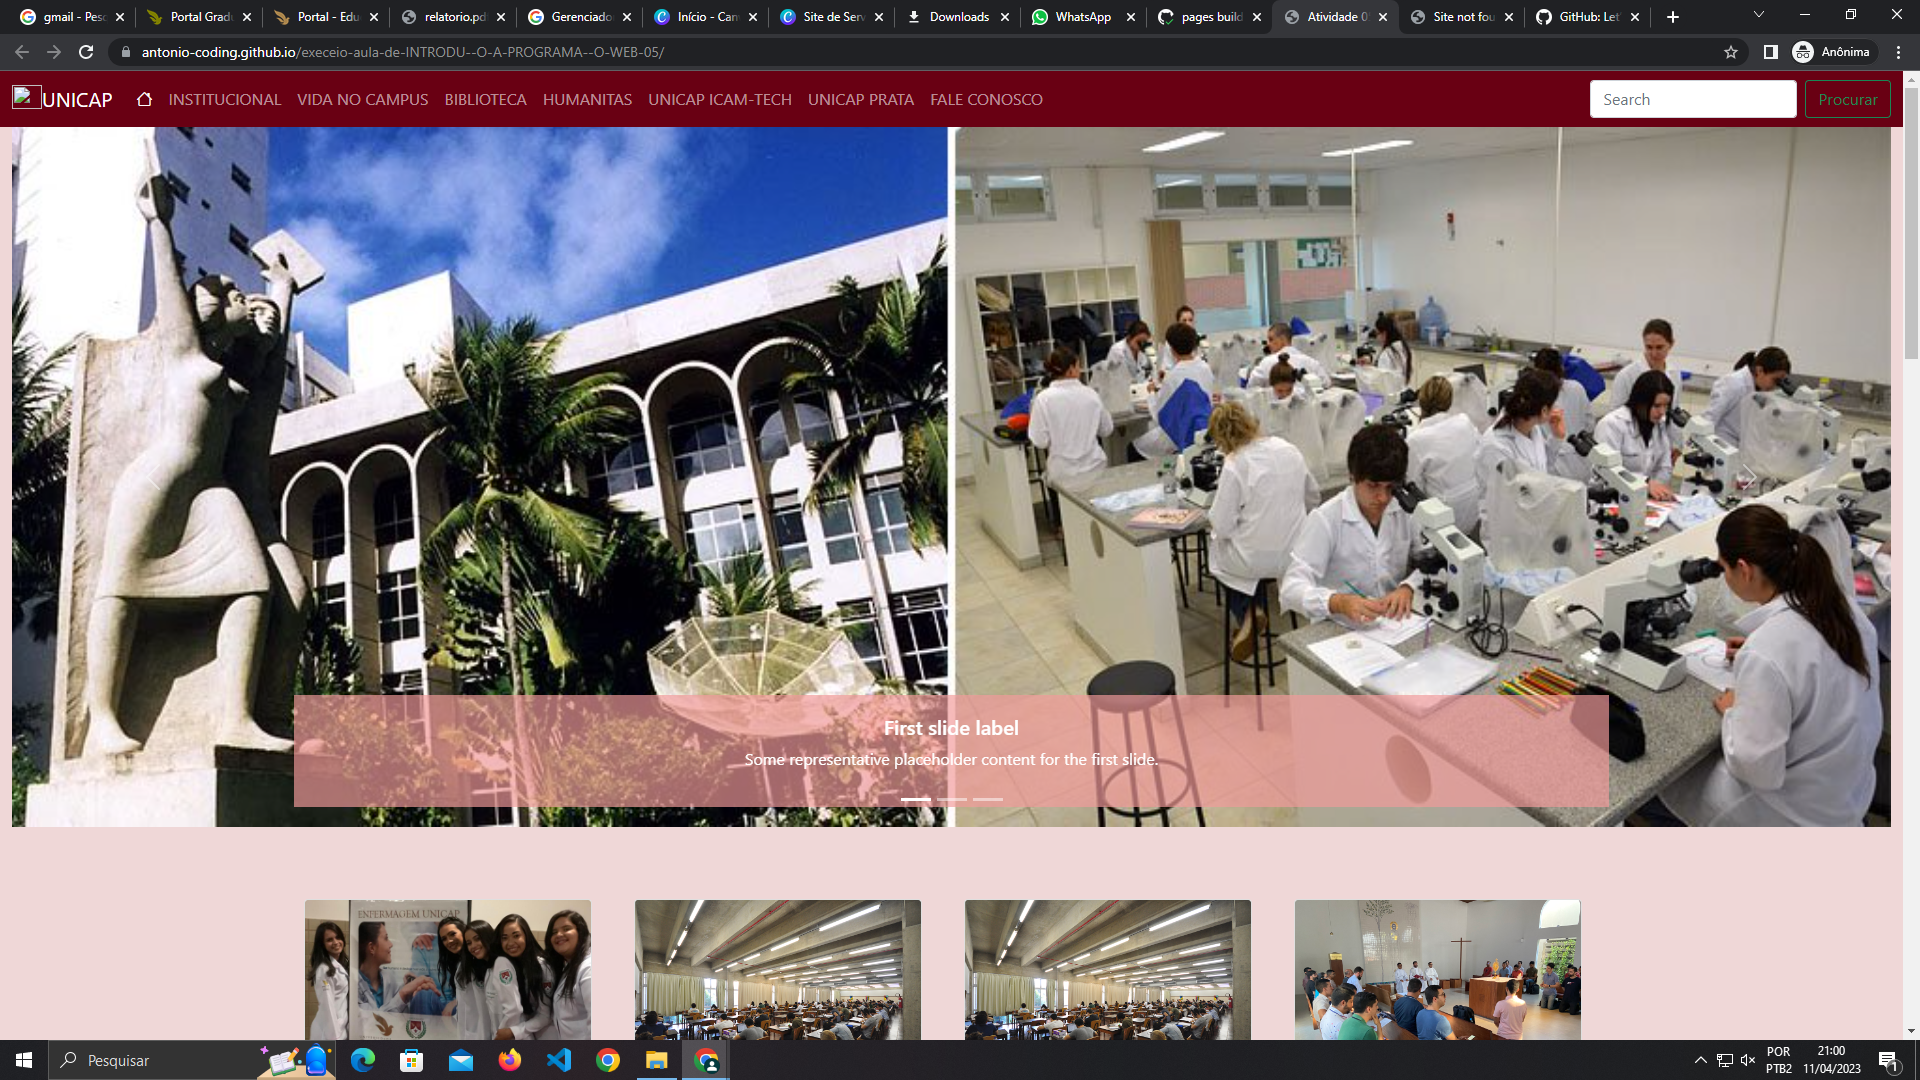 gmail - Pesc
Portal Gradu
Portal - Edu
relatorio.pd
Gerenciador
Início - Can
Site de Serv
Downloads
WhatsApp
pages build
Atividade 0
Site not fou
GitHub: Let'
antonio-coding.github.io/execeio-aula-de-INTRODU--O-A-PROGRAMA--O-WEB-05/
Anônima
UNICAP
INSTITUCIONAL
VIDA NO CAMPUS
BIBLIOTECA
HUMANITAS
UNICAP ICAM-TECH
UNICAP PRATA
FALE CONOSCO
Search
Procurar
First slide label
Some representative placeholder content for the first slide.
ENFERMAGEM UNICAP
Pesquisar
POR
PTB2
21:00
11/04/2023
1